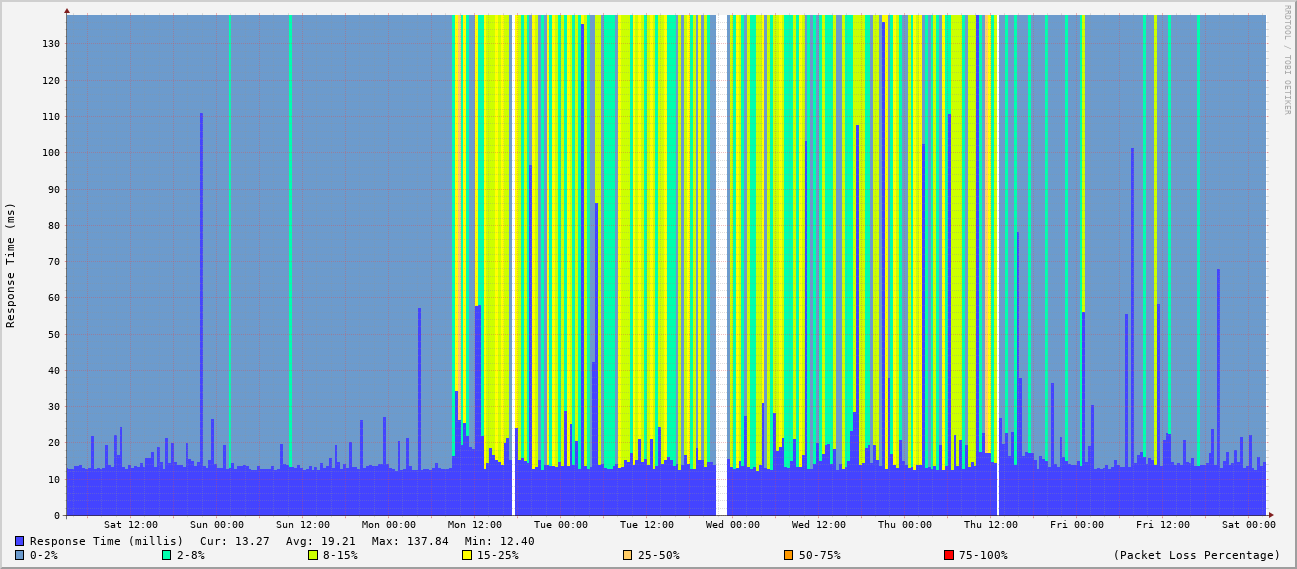 RRDTOOL / TOBI OETIKER
Response Time (ms)
130
120
110
100
90
80
70
60
50
40
30
20
10
0
Sat 12:00 Sun 00:00 Sun 12:00 Mon 00:00 Mon 12:00 Tue 00:00 Tue 12:00 Wed 00:00 Wed 12:00 Thu 00:00 Thu 12:00 Fri 00:00 Fri 12:00 Sat 00:00
Response Time (millis) Cur: 13.27 Avg: 19.21 Max: 137.84 Min: 12.40
0-2% 2-8% 8-15% 15-25% 25-50% 50-75% 75-100% (Packet Loss Percentage)